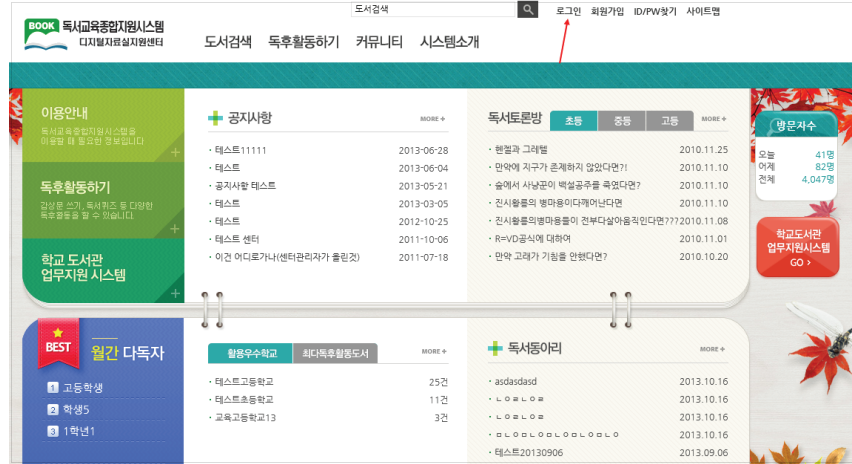 도서검색
로그인 회원가입 ID/PW찾기 사이트맵
BOOK 독서교육종합지원시스템
디지털자료실지원센터
도서검색 독후활동하기 커뮤니티 시스템소개
이용안내
독서교육종합지원시스템을
이용할 때 필요한 정보입니다
독후활동하기
감상문 쓰기, 독서퀴즈 등 다양한
독후활동을 할 수 있습니다.
학교 도서관
업무지원 시스템
공지사항 MORE +
테스트11111 2013-06-28
테스트 2013-06-04
공지사항 테스트 2013-05-21
테스트 2013-03-05
테스트 2012-10-25
테스트 센터 2011-10-06
이건 어디로가나(센터관리자가 올린것) 2011-07-18
독서토론방 초등 중등 고등 MORE +
헨젤과 그레텔 2010.11.25
만약에 지구가 존재하지 않았다면?! 2010.11.10
숲에서 사냥꾼이 백설공주를 죽였다면? 2010.11.10
진시황릉의 병마용이다깨어난다면 2010.11.10
진시황릉의병마용들이 전부다살아움직인다면??? 2010.11.08
R=VD공식에 대하여 2010.11.01
만약 고래가 기침을 안했다면? 2010.10.20
방문자수
오늘 41명
어제 82명
전체 4,047명
학교도서관
업무지원시스템
GO >
BEST 월간 다독자
1 고등학생
2 학생5
3 1학년1
활용우수학교 최다독후활동도서 MORE +
테스트고등학교 25건
테스트초등학교 11건
교육고등학교13 3건
독서동아리 MORE +
asdasdasd 2013.10.16
ㄴㅇㄹㄴㅇㄹ 2013.10.16
ㄴㅇㄹㄴㅇㄹ 2013.10.16
ㅁㄴㅇㅁㄴㅇㅁㄴㅇㅁㄴㅇㅁㄴㅇ 2013.10.16
테스트20130906 2013.09.06